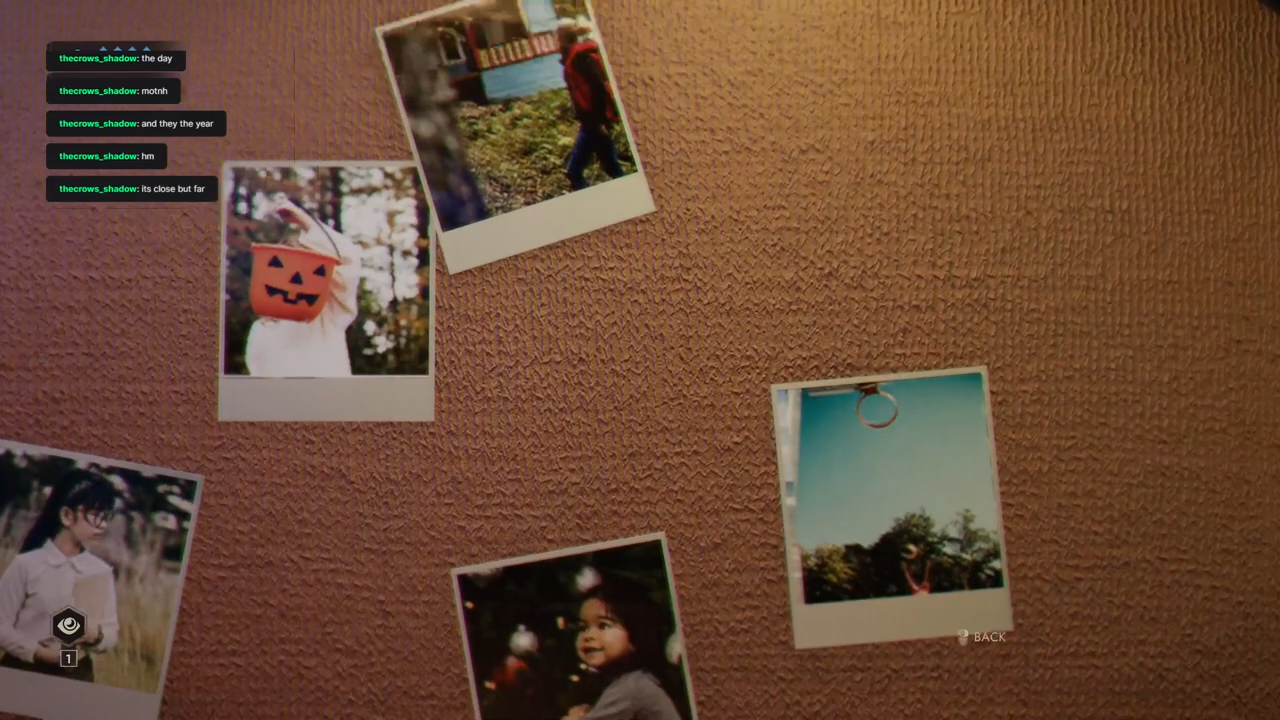 thecrows_shadow: the day
thecrows_shadow: motnh
thecrows_shadow: and they the year
thecrows_shadow: hm
thecrows_shadow: its close but far
1
BACK